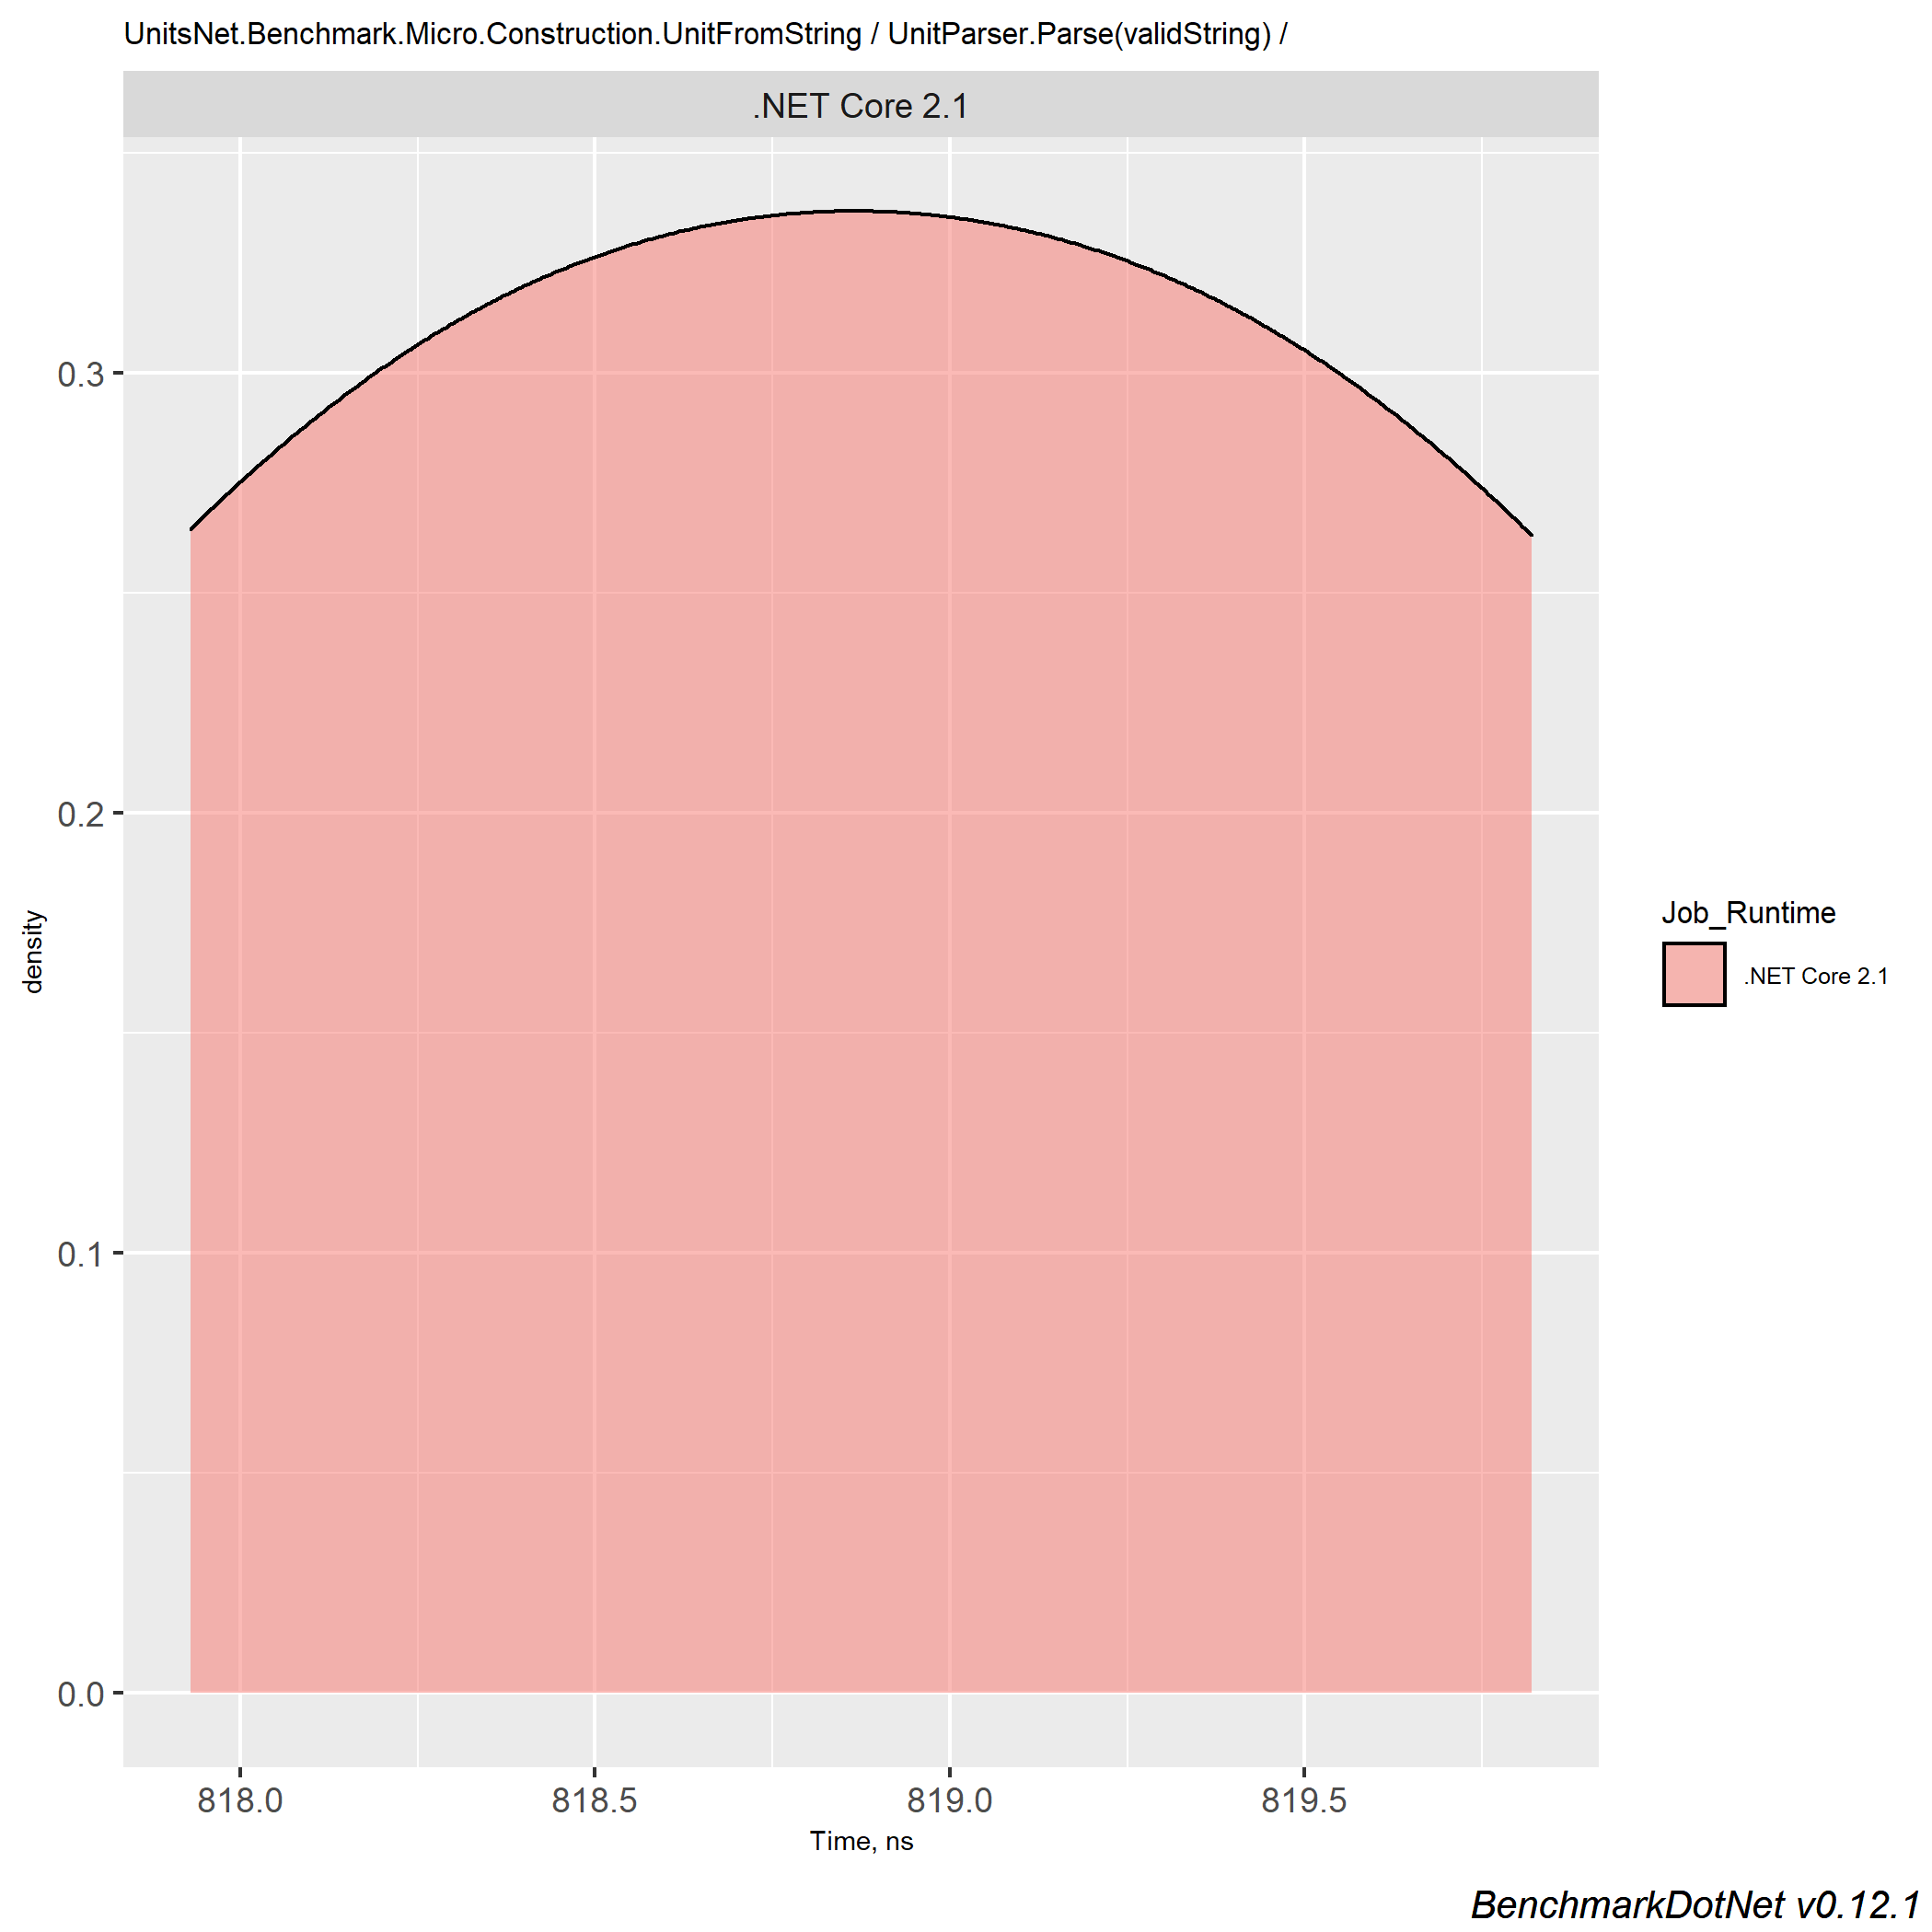 UnitsNet.Benchmark.Micro.Construction.UnitFromString / UnitParser.Parse(validString) /
.NET Core 2.1
0.3
0.2
0.1
0.0
density
818.0 818.5 819.0 819.5
Time, ns
Job_Runtime
.NET Core 2.1
BenchmarkDotNet v0.12.1